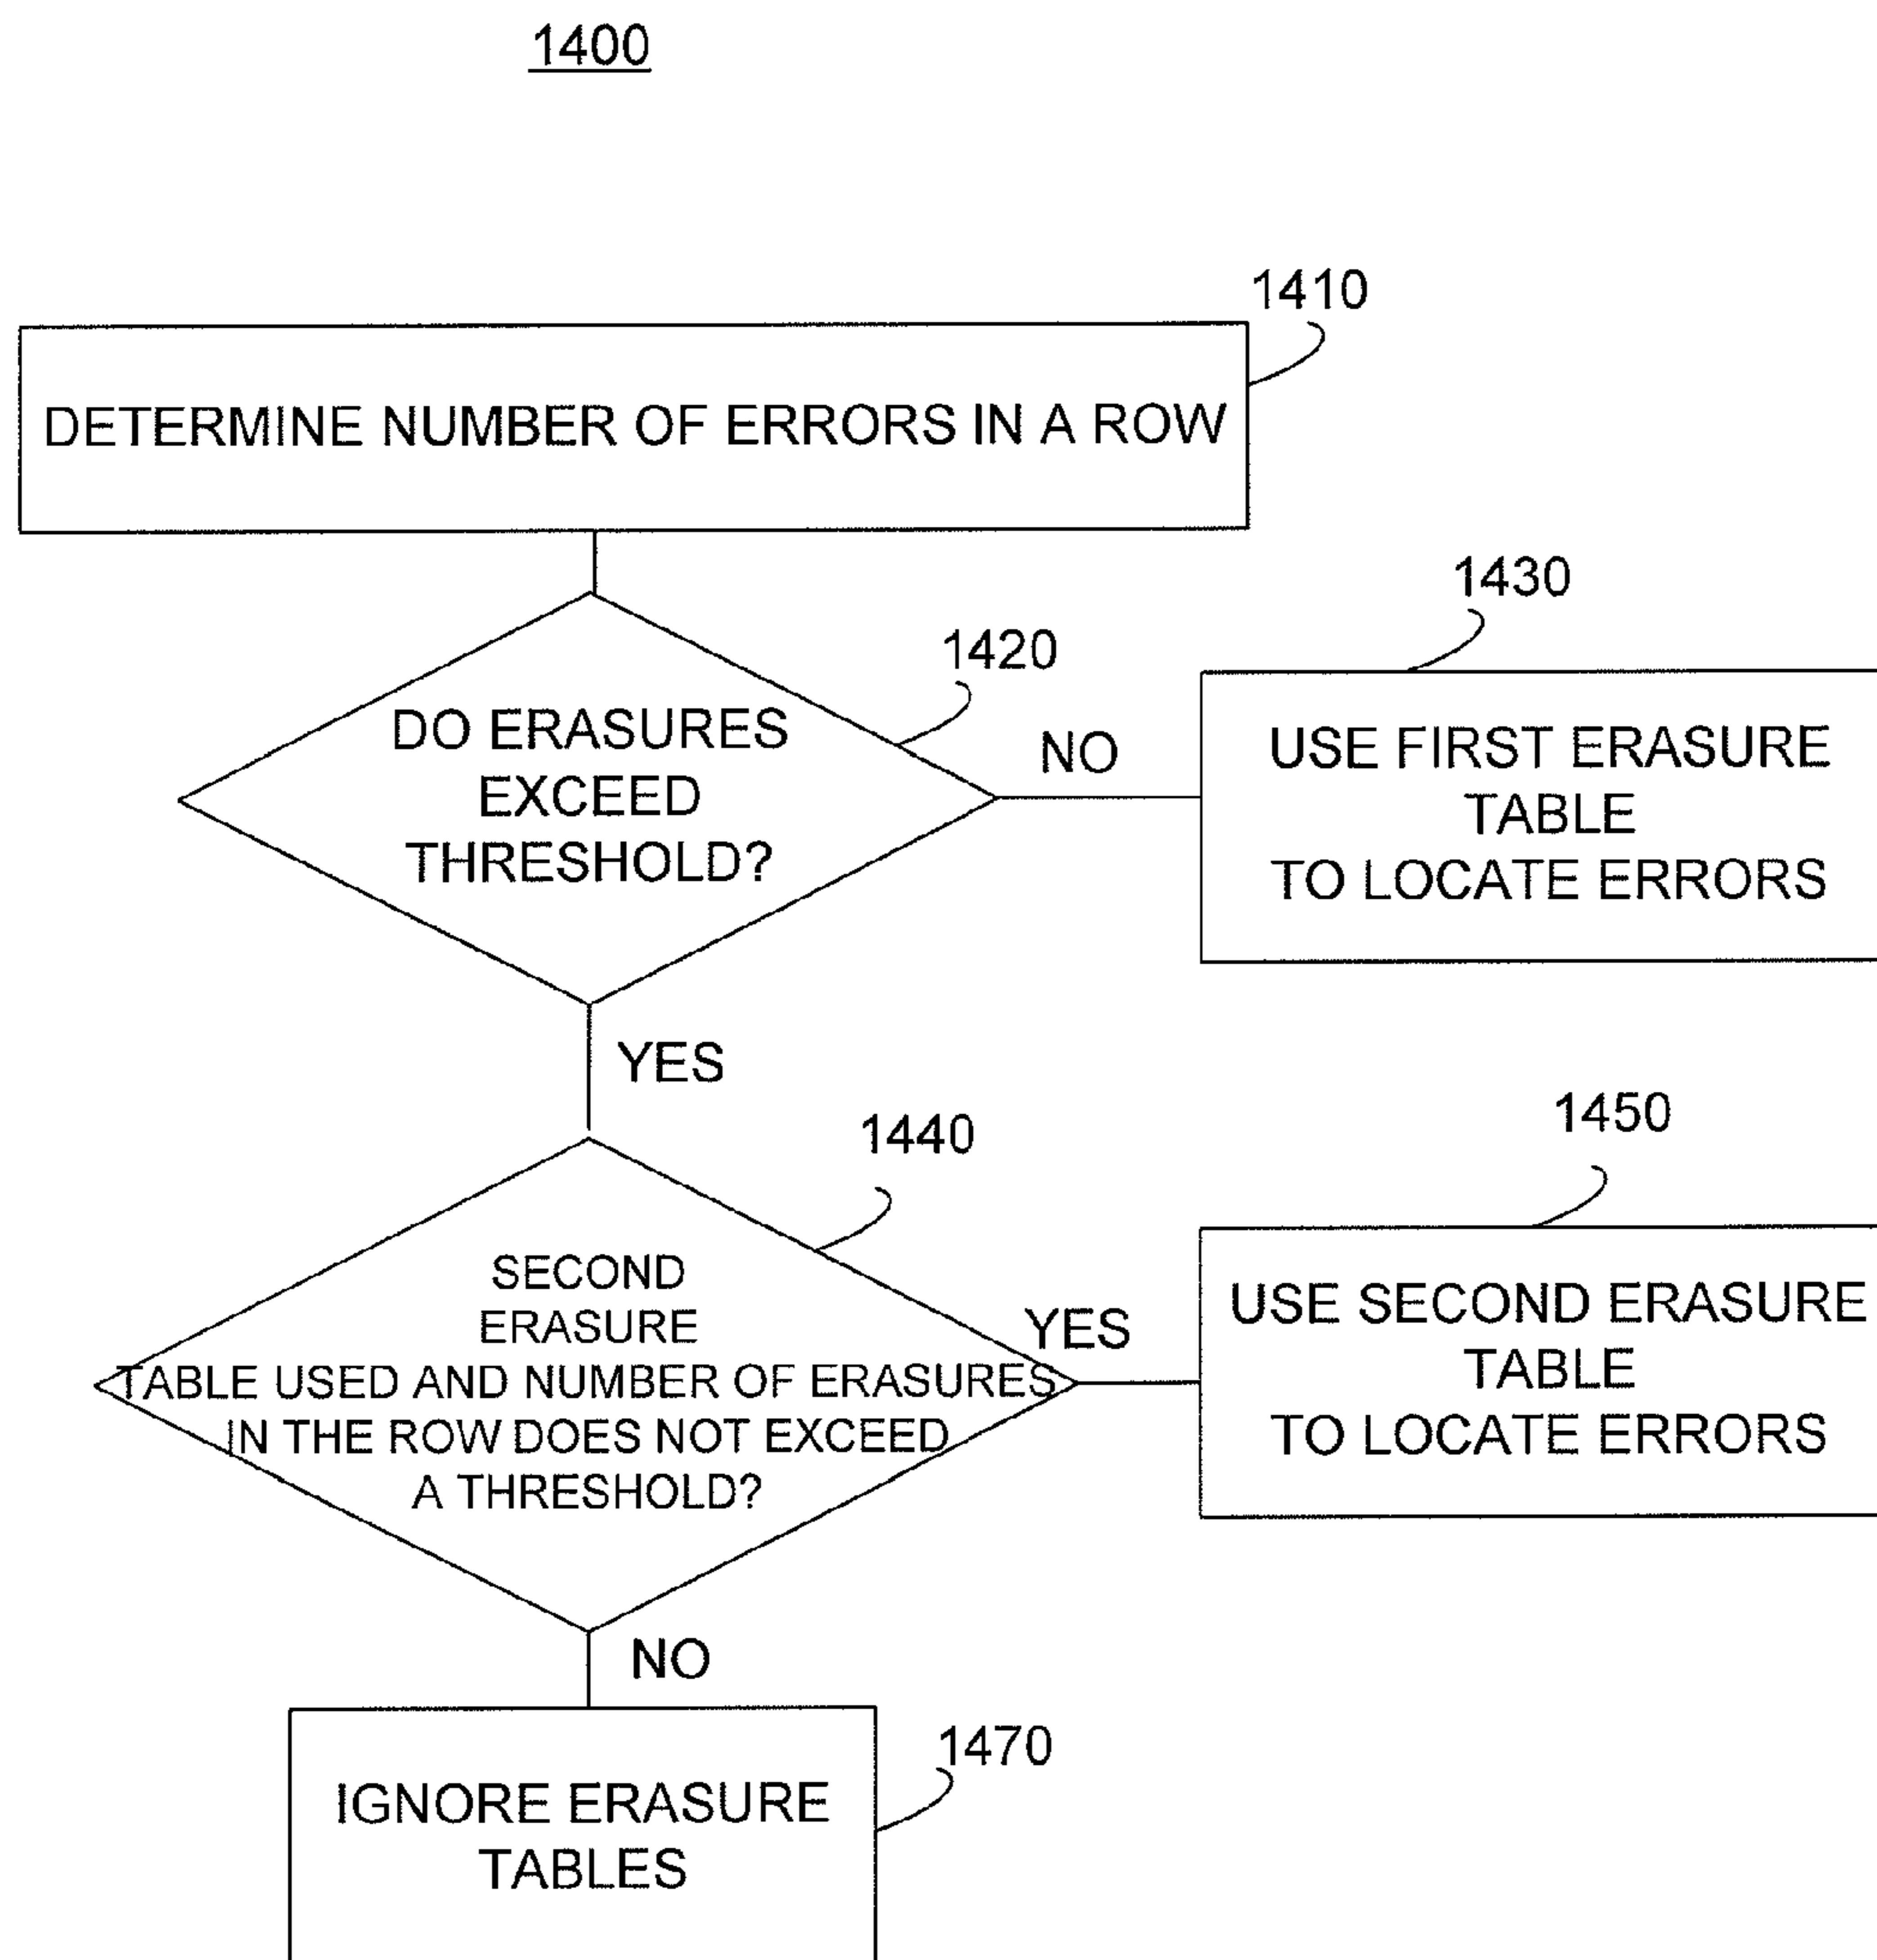 1400
1410
DETERMINE NUMBER OF ERRORS IN A ROW
1430
1420
DO ERASURES
EXCEED
THRESHOLD?
NO
USE FIRST ERASURE
TABLE
TO LOCATE ERRORS
YES
1440
1450
SECOND
ERASURE
TABLE USED AND NUMBER OF ERASURES
IN THE ROW DOES NOT EXCEED
A THRESHOLD?
YES
USE SECOND ERASURE
TABLE
TO LOCATE ERRORS
NO
1470
IGNORE ERASURE
TABLES